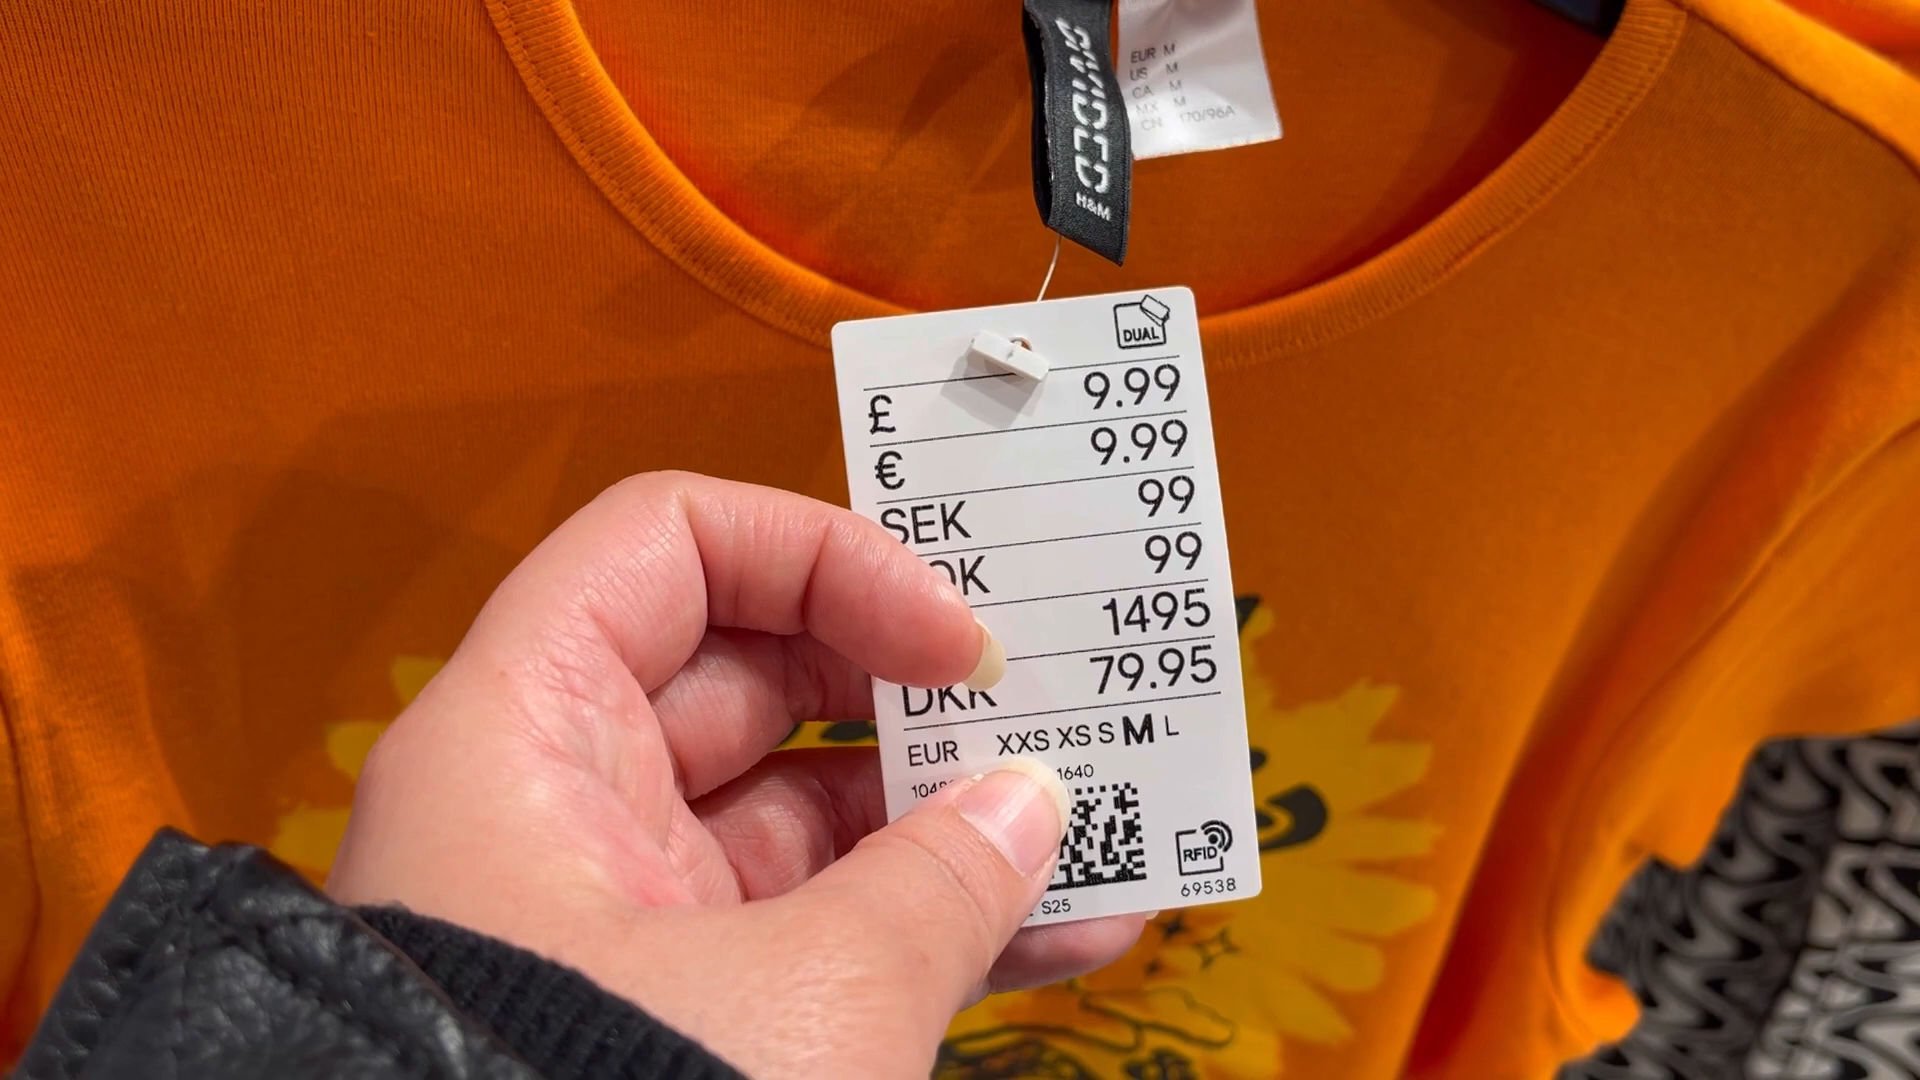 DIVIDED
H&M
EUR M
US M
CA M
MX M
CN 170/96A
DUAL
£ 9.99
€ 9.99
SEK 99
99
1495
DKK 79.95
EUR XXS XS S M L
1640
RFID
69538
S25